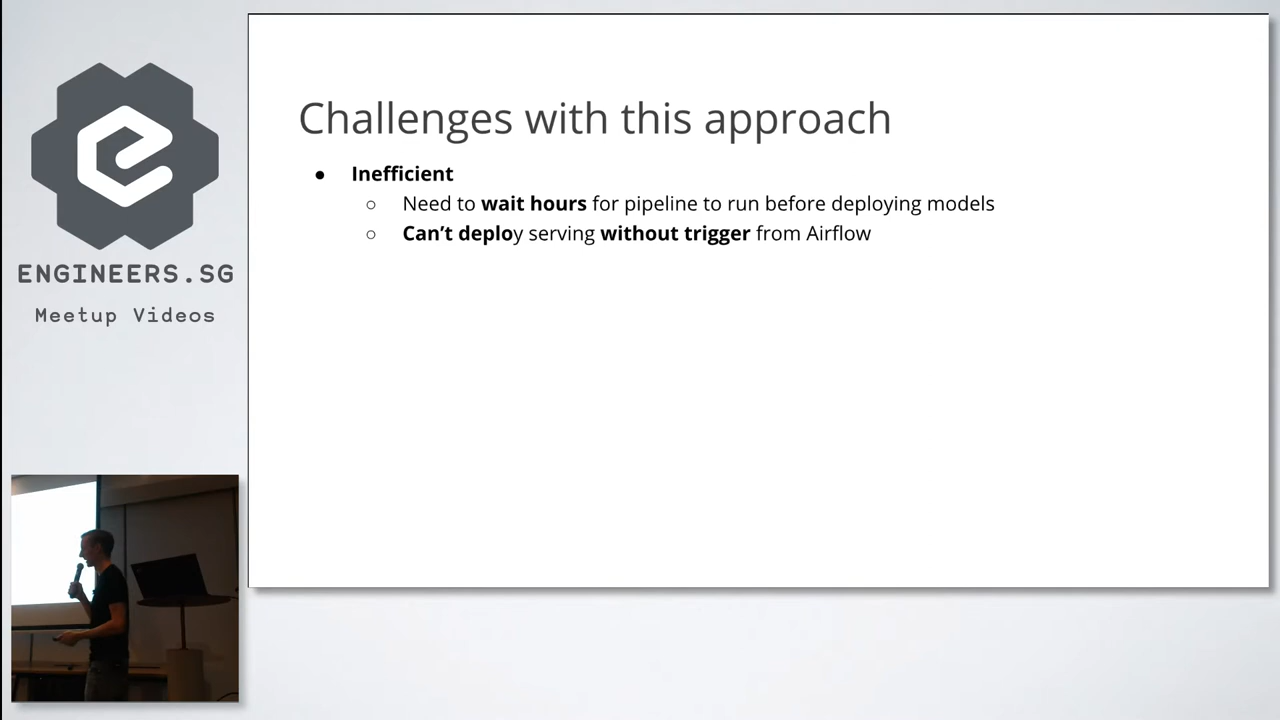 ENGINEERS.SG
Meetup Videos
Challenges with this approach
● Inefficient
○ Need to wait hours for pipeline to run before deploying models
○ Can't deploy serving without trigger from Airflow